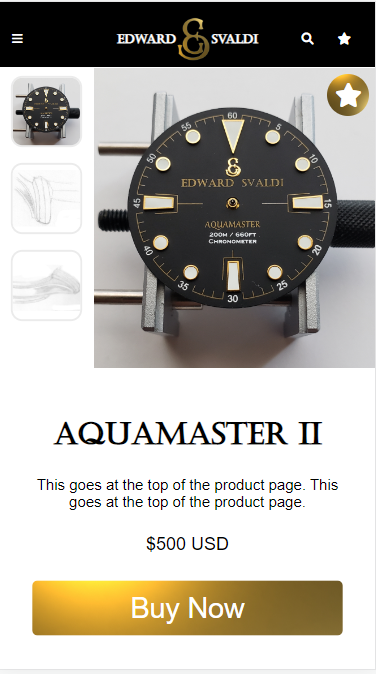 EDWARD SVALDI
60
5
10
15
20
25
30
35
40
45
50
55
EDWARD SVALDI
AQUAMASTER
200M / 660FT
CHRONOMETER
AQUAMASTER II
This goes at the top of the product page. This
goes at the top of the product page.
$500 USD
Buy Now